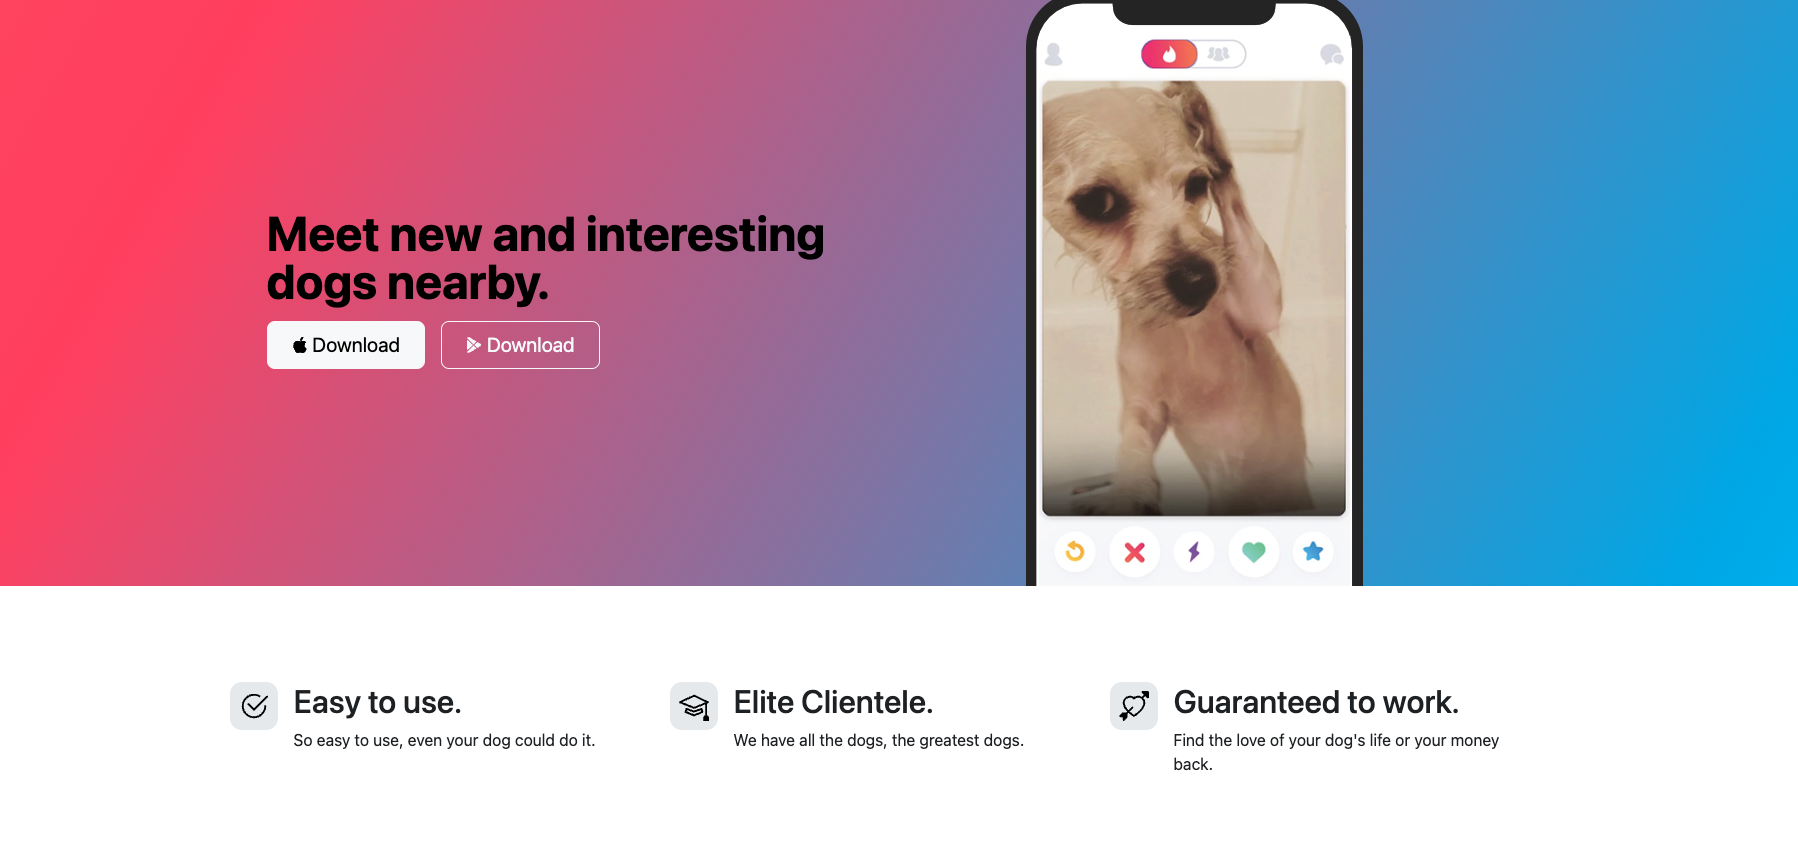 Meet new and interesting
dogs nearby.
Download
Download
Easy to use.
So easy to use, even your dog could do it.
Elite Clientele.
We have all the dogs, the greatest dogs.
Guaranteed to work.
Find the love of your dog's life or your money
back.